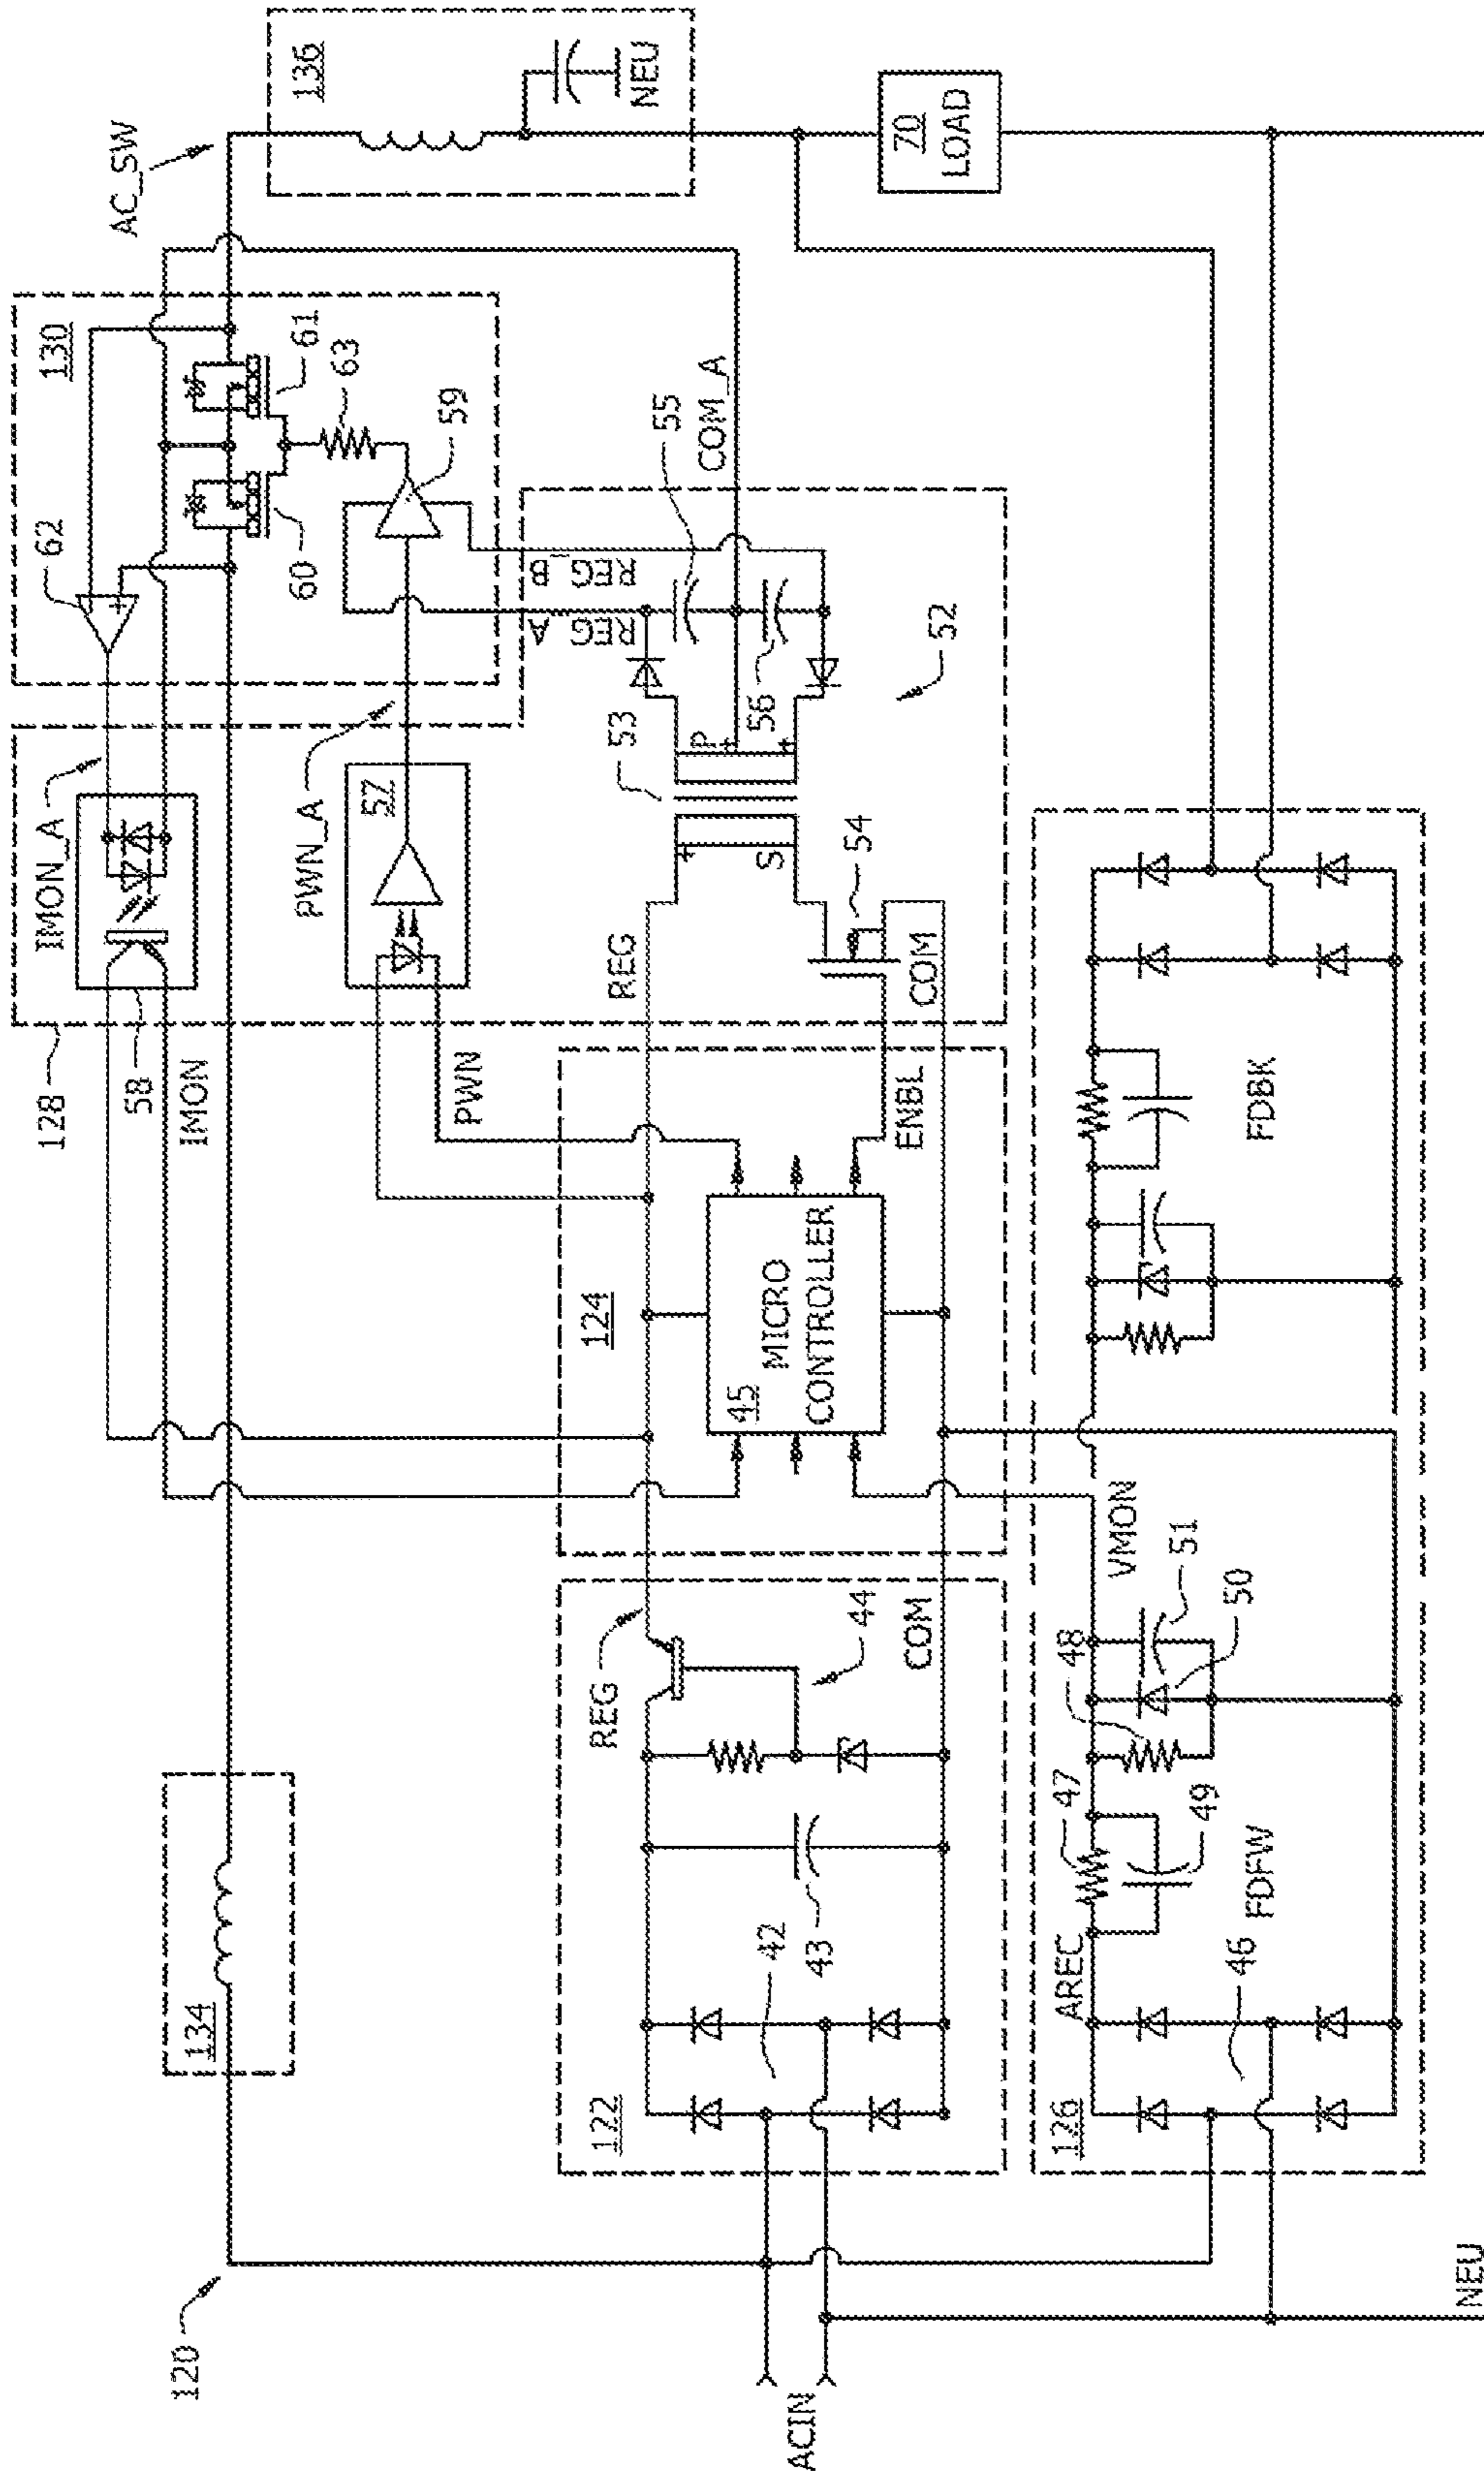 120
134
128
58
IMON
IMON_A
62
130
AC_SW
136
NEU
60
61
63
59
PWN_A
57
PWN
REG_A
REG_B
55
COM_A
53
P
+
+
56
52
REG
+
S
54
COM
ENBL
124
45
MICRO
CONTROLLER
REG
44
COM
42
43
122
ACIN
70
LOAD
VMON
51
50
48
47
49
AREC
FDFW
46
126
FDBK
NEU
+